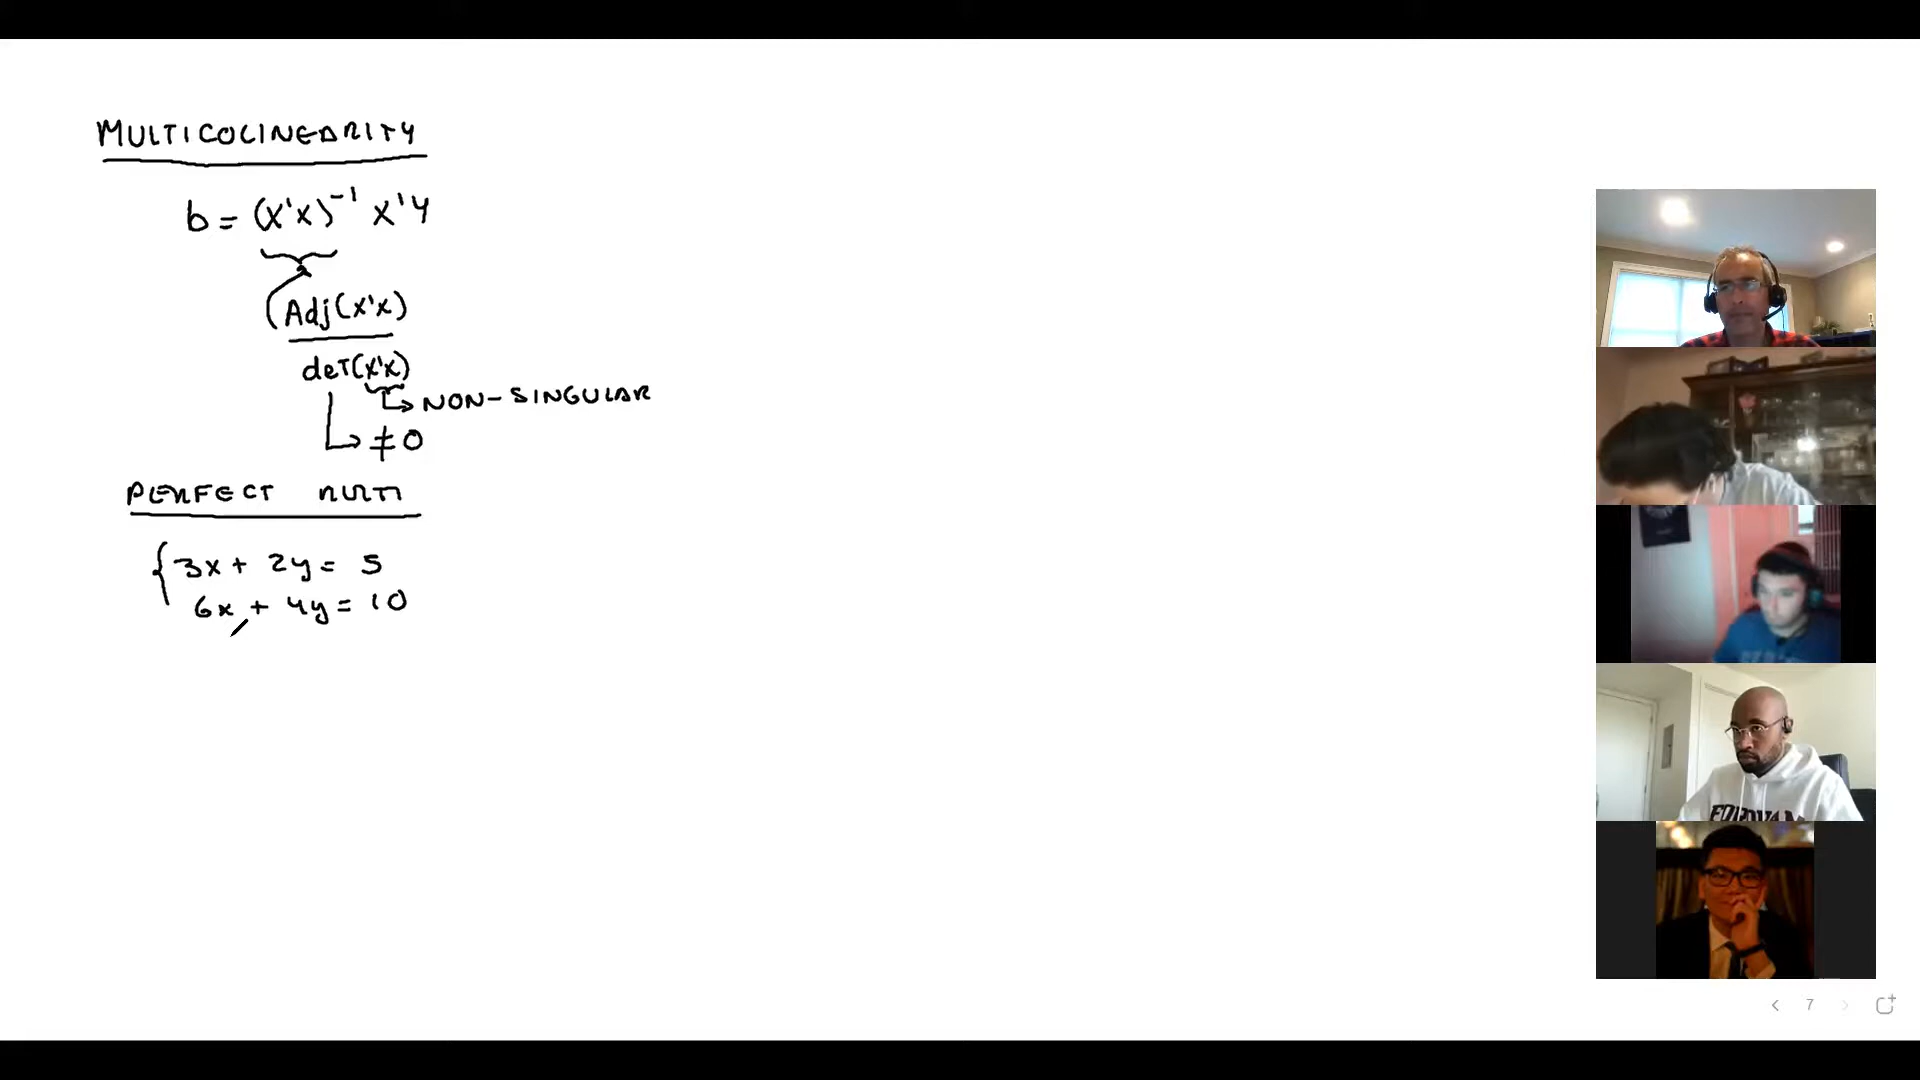 MULTICOLINEARITY
b = (x'x)⁻¹ x'y
Adj(x'x)
deT(x'x)
NON-SINGULAR
≠ 0
PERFECT MULTI
3x + 2y = 5
6x + 4y = 10
7